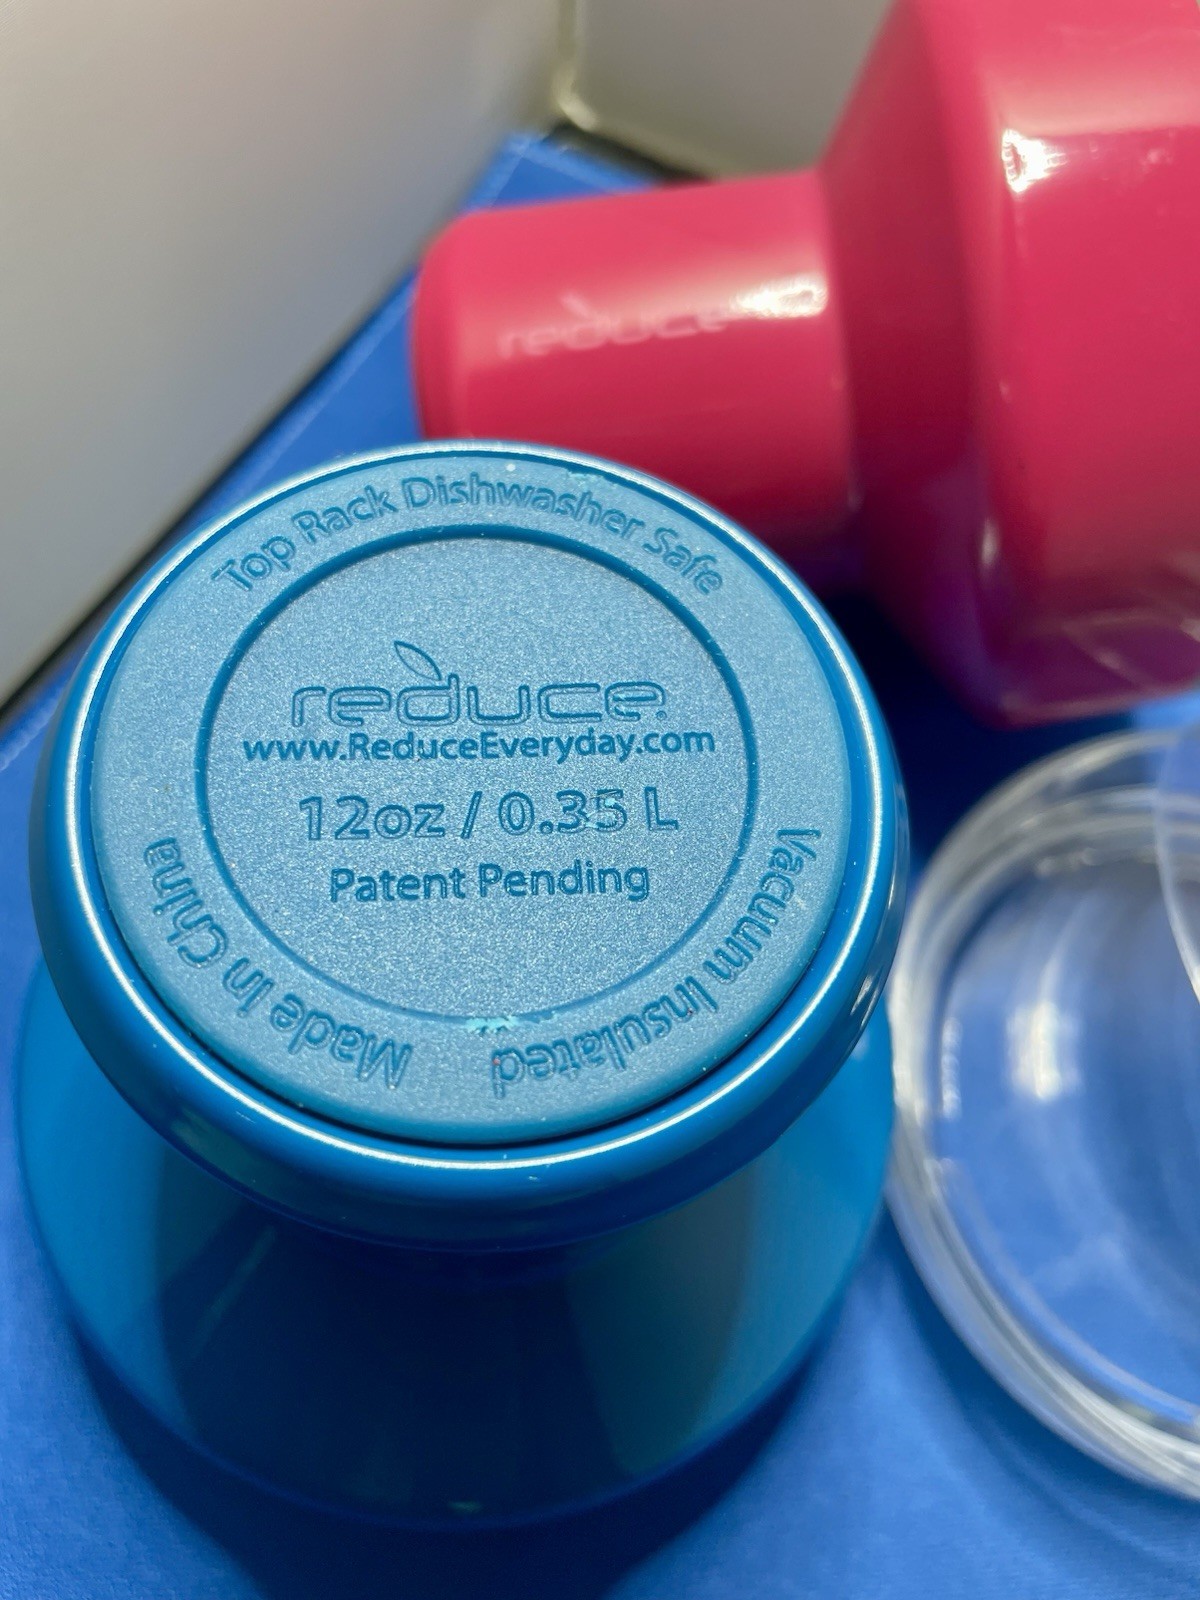 reduce
Top Rack Dishwasher Safe
reduce
www.ReduceEveryday.com
12oz / 0.35 L
Patent Pending
Made in China
Vacuum Insulated